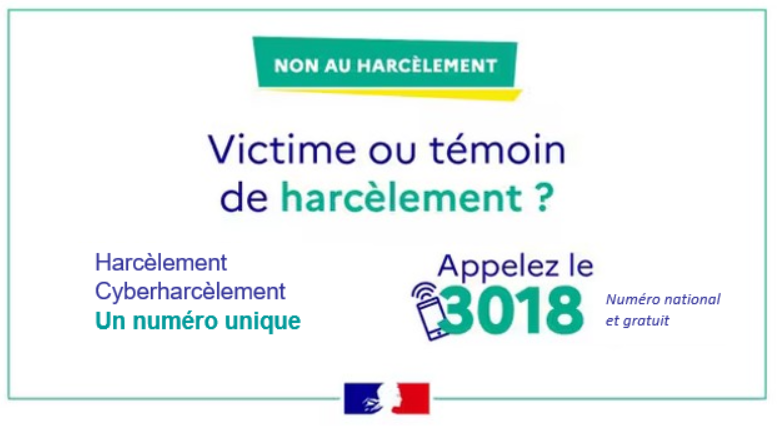 NON AU HARCÈLEMENT
Victime ou témoin
de harcèlement ?
Harcèlement
Cyberharcèlement
Un numéro unique
Appelez le
3018
Numéro national
et gratuit